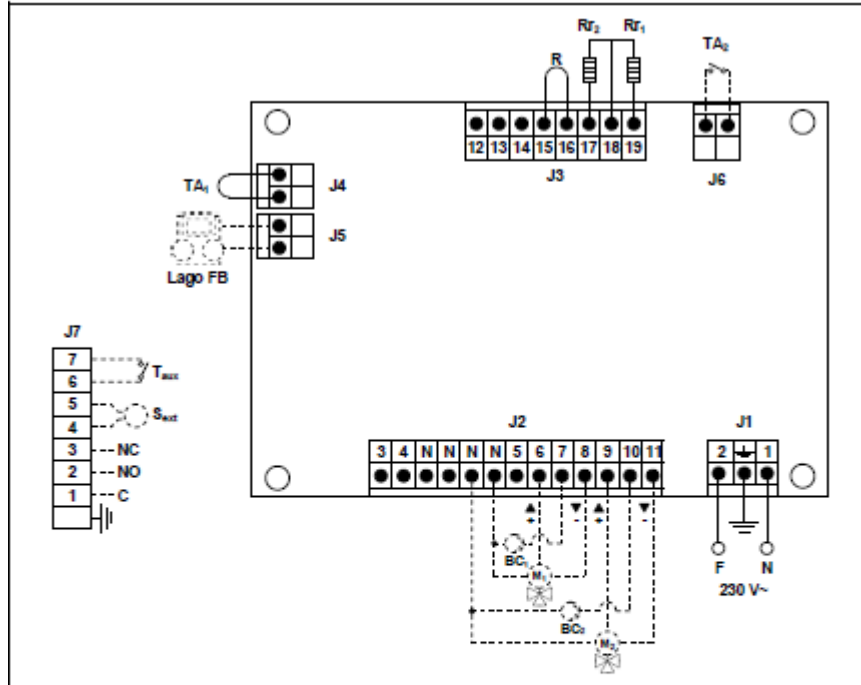 Rr₂ Rr₁
TA₂
R
12 13 14 15 16 17 18 19
J3
J6
TA₁
J4
J5
Lago FB
J7
7
6
Taux
5
4
Sext
3 NC
2 NO
1 C
J2
J1
3 4 N N N N 5 6 7 8 9 10 11
2 1
▲ ▼ ▲ ▼
+ - + -
BC₁
M₁
F N
BC₂
230 V~
M₂